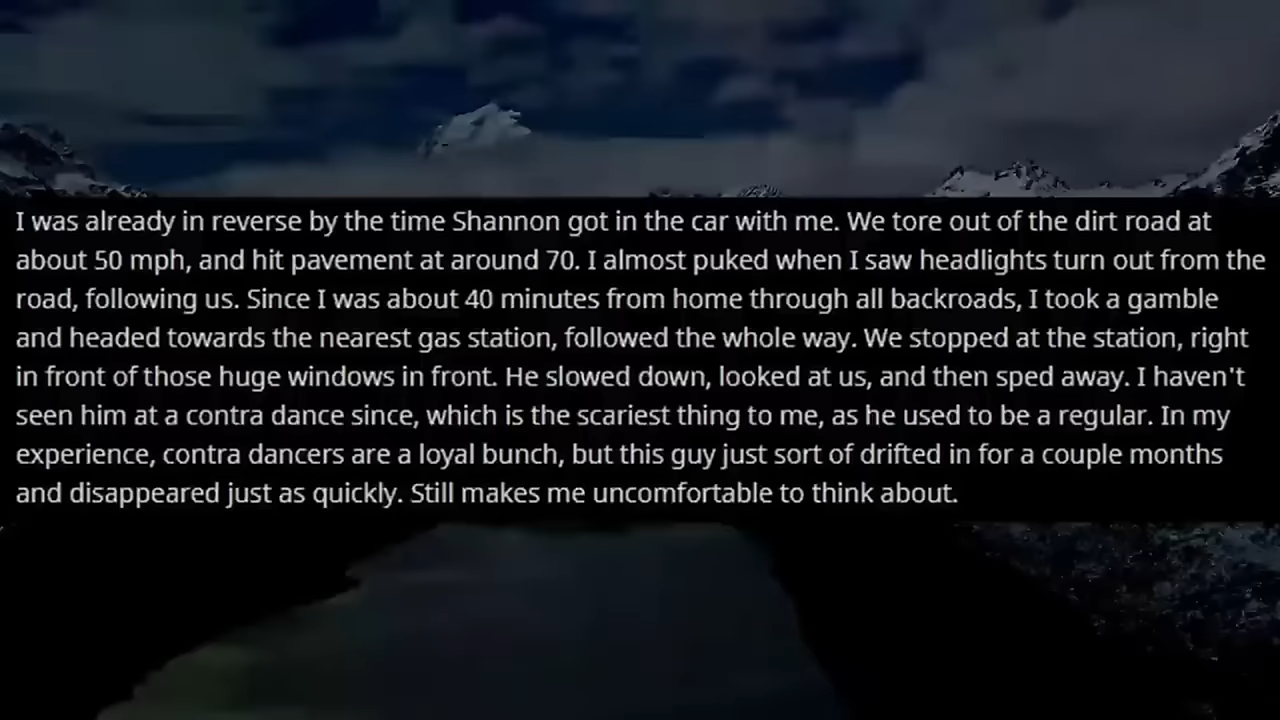 I was already in reverse by the time Shannon got in the car with me. We tore out of the dirt road at
about 50 mph, and hit pavement at around 70. I almost puked when I saw headlights turn out from the
road, following us. Since I was about 40 minutes from home through all backroads, I took a gamble
and headed towards the nearest gas station, followed the whole way. We stopped at the station, right
in front of those huge windows in front. He slowed down, looked at us, and then sped away. I haven't
seen him at a contra dance since, which is the scariest thing to me, as he used to be a regular. In my
experience, contra dancers are a loyal bunch, but this guy just sort of drifted in for a couple months
and disappeared just as quickly. Still makes me uncomfortable to think about.